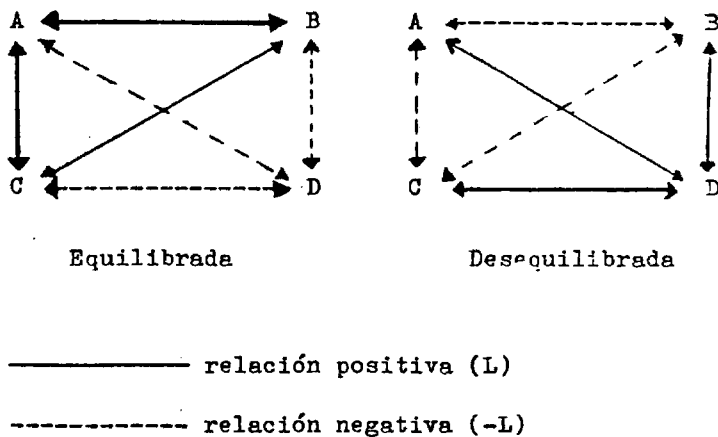 A B A B
C D C D
Equilibrada Desequilibrada
relación positiva (L)
relación negativa (-L)